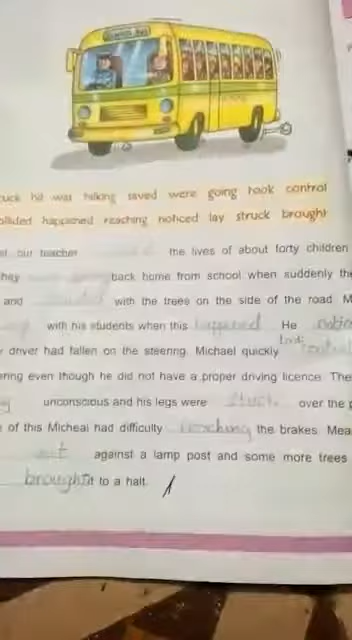 SCHOOL BUS
uck hit was talking saved were going took control
ollided happened reaching noticed lay struck brought
our teacher the lives of about forty children
hey back home from school when suddenly the
and with the trees on the side of the road M
with his students when this happened He
driver had fallen on the steering. Michael quickly took control
ering even though he did not have a proper driving licence. The
unconscious and his legs were stuck over the p
of this Micheal had difficulty reaching the brakes. Mea
against a lamp post and some more trees
brought it to a halt.